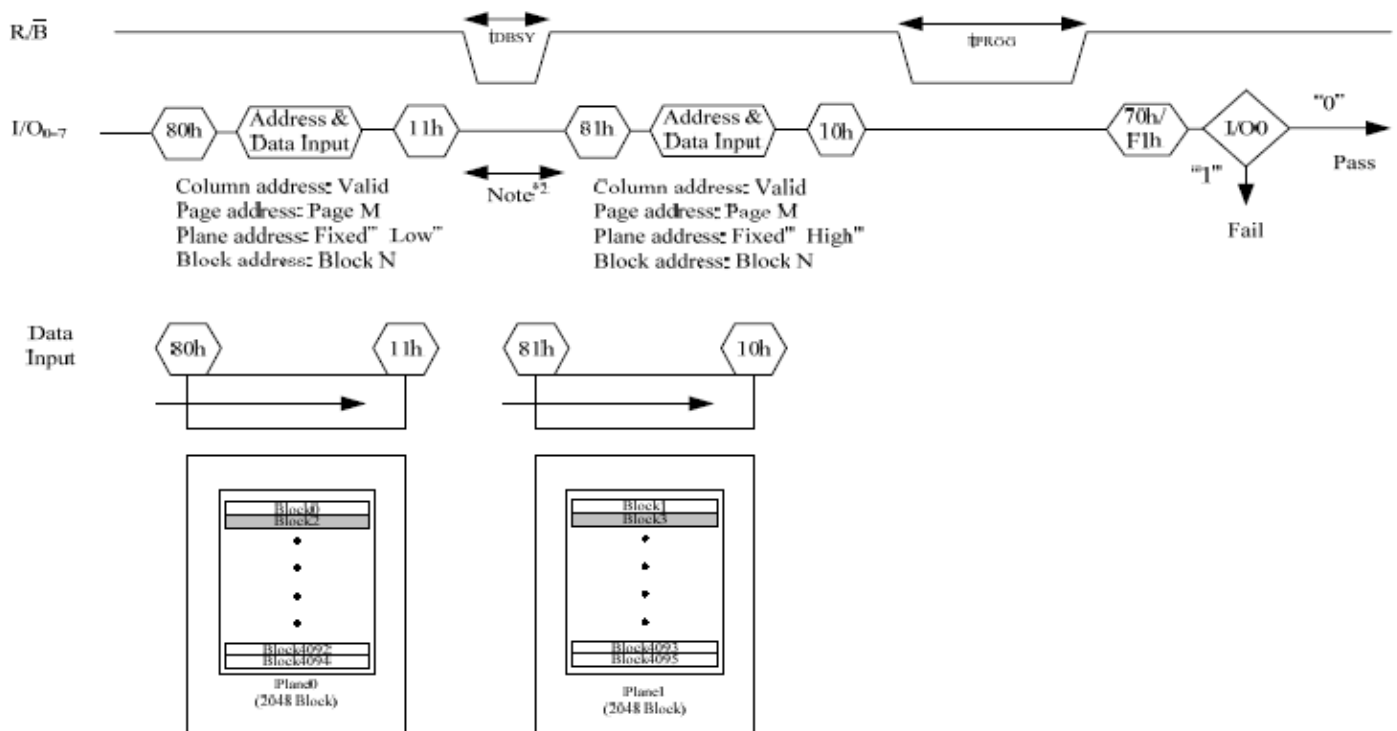 R/B
tDBSY
tPROG
I/O0-7
80h
Address &
Data Input
11h
81h
Address &
Data Input
10h
70h/
F1h
I/O0
"0"
Pass
"1"
Fail
Note*2
Column address: Valid
Page address: Page M
Plane address: Fixed" Low"
Block address: Block N
Column address: Valid
Page address: Page M
Plane address: Fixed" High"
Block address: Block N
Data
Input
80h
11h
81h
10h
Block0
Block2
Block4092
Block4094
Plane0
(2048 Block)
Block1
Block3
Block4093
Block4095
Plane1
(2048 Block)